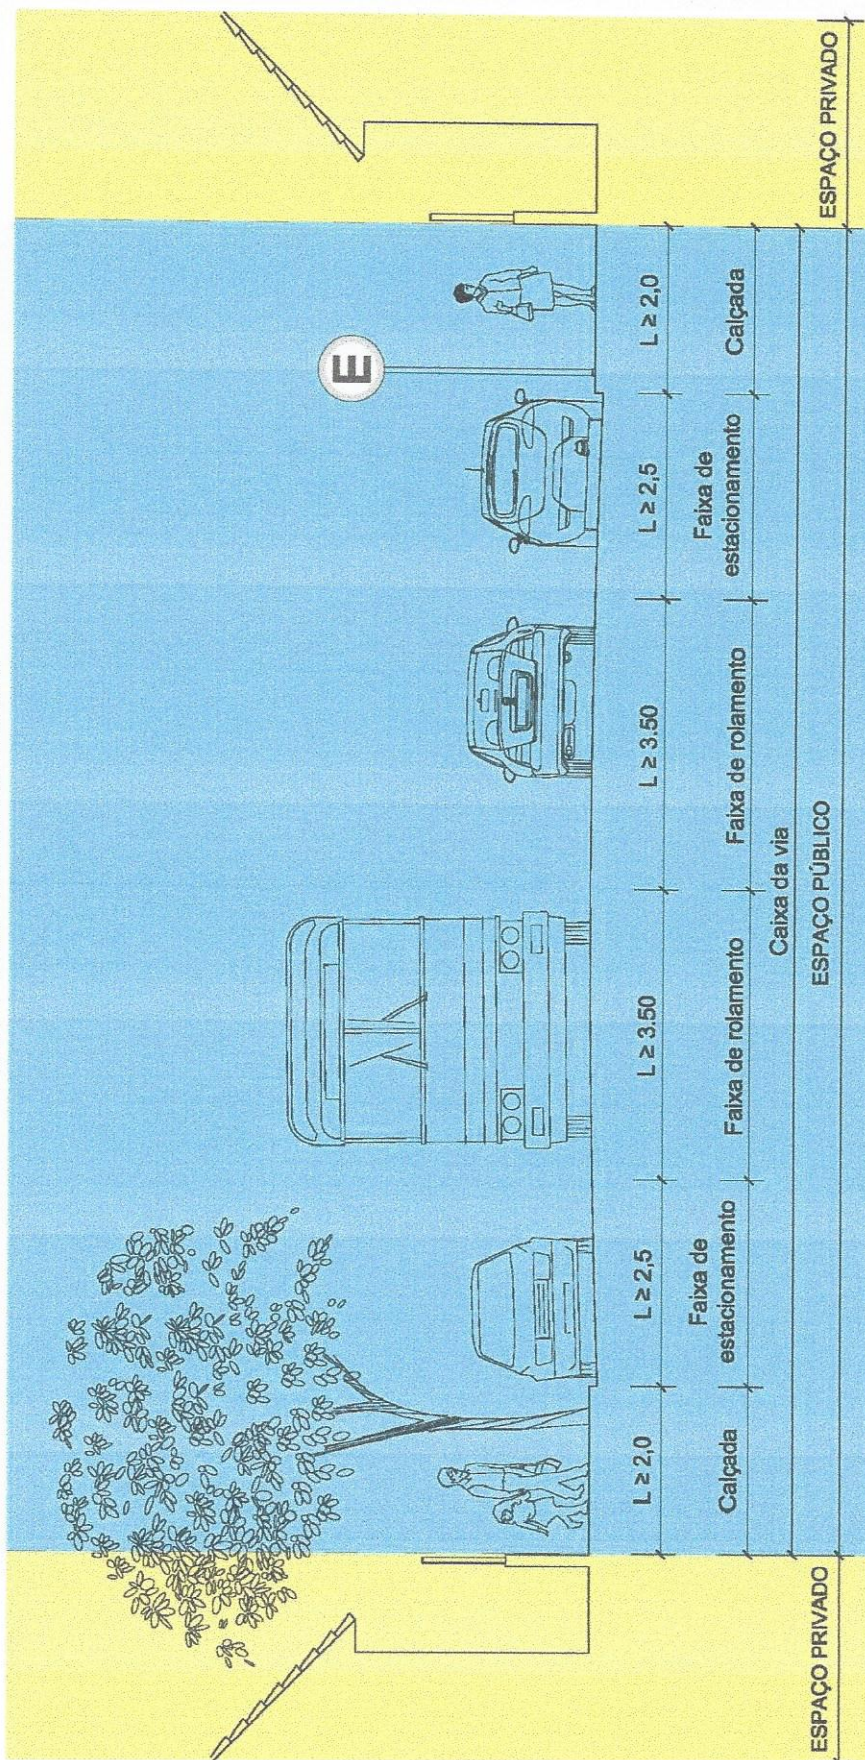 E
L ≥ 2,0
L ≥ 2,5
L ≥ 3.50
L ≥ 3.50
L ≥ 2,5
L ≥ 2,0
Calçada
Faixa de
estacionamento
Faixa de rolamento
Faixa de rolamento
Faixa de
estacionamento
Calçada
Caixa da via
ESPAÇO PRIVADO
ESPAÇO PÚBLICO
ESPAÇO PRIVADO